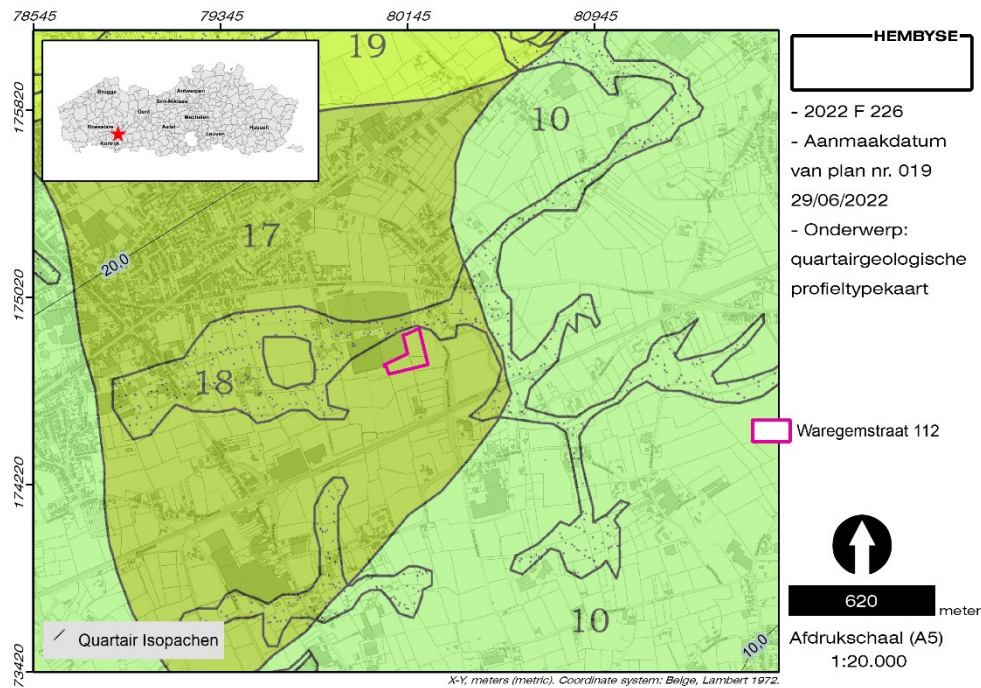 78545 79345 80145 80945
175820
175020
174220
73420
19
10
17
20,0
18
10
10,0
Brugge
Antwerpen
Sint-Niklaas
Gent
Mechelen
Roeselare
Aalst
Leuven
Hasselt
Kortrijk
Quartair Isopachen
X-Y, meters (metric). Coordinate system: Belge, Lambert 1972.
HEMBYSE
- 2022 F 226
- Aanmaakdatum
van plan nr. 019
29/06/2022
- Onderwerp:
quartairgeologische
profieltypekaart
Waregemstraat 112
620 meter
Afdrukschaal (A5)
1:20.000